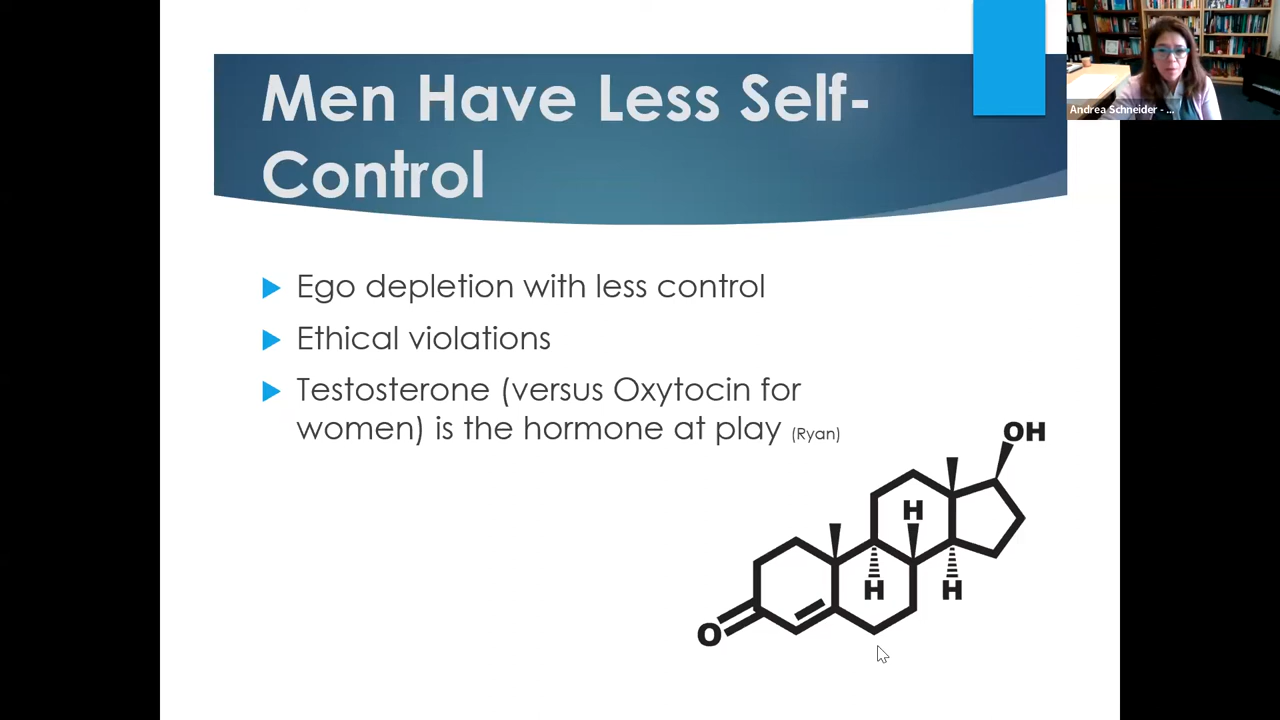 Men Have Less Self-
Control
Andrea Schneider - ...
Ego depletion with less control
Ethical violations
Testosterone (versus Oxytocin for
women) is the hormone at play (Ryan)
OH
H
H
H
O